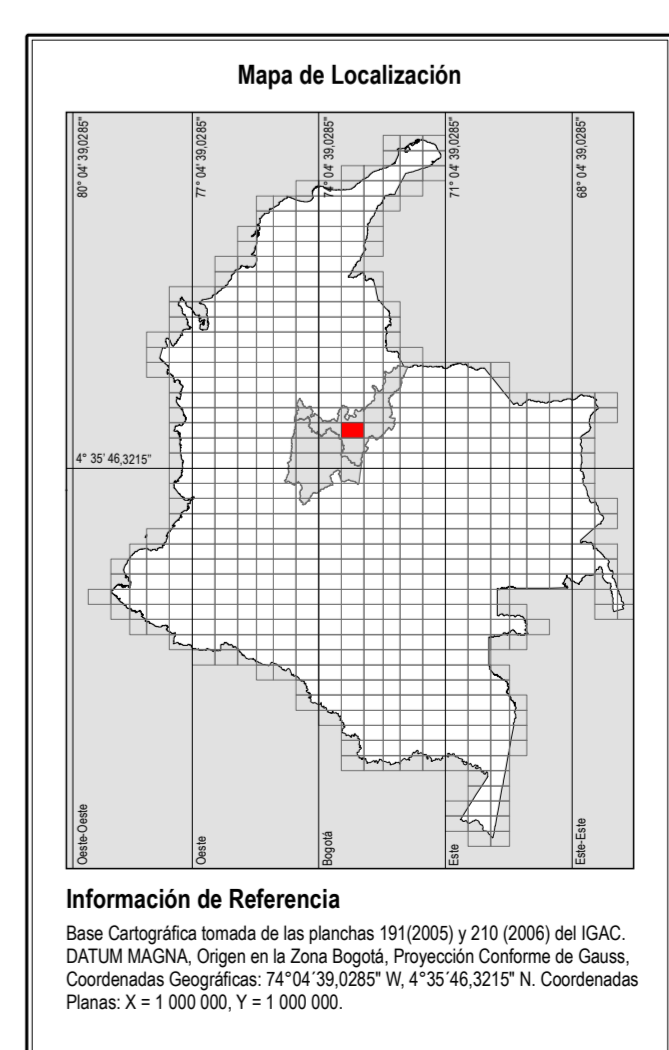 Mapa de Localización
80° 04' 39,0285"
77° 04' 39,0285"
74° 04' 39,0285"
71° 04' 39,0285"
68° 04' 39,0285"
4° 35' 46,3215"
Oeste-Oeste
Oeste
Bogotá
Este
Este-Este
Información de Referencia
Base Cartográfica tomada de las planchas 191(2005) y 210 (2006) del IGAC.
DATUM MAGNA, Origen en la Zona Bogotá, Proyección Conforme de Gauss,
Coordenadas Geográficas: 74°04´39,0285" W, 4°35´46,3215" N. Coordenadas
Planas: X = 1 000 000, Y = 1 000 000.